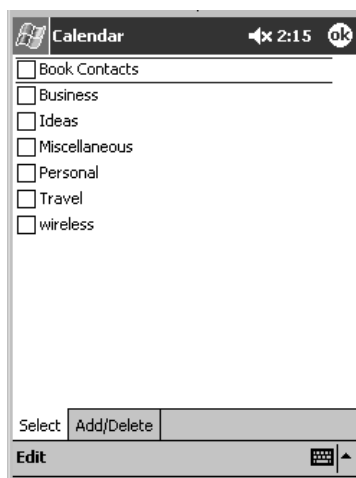 Calendar 2:15 ok
Book Contacts
Business
Ideas
Miscellaneous
Personal
Travel
wireless
Select Add/Delete
Edit